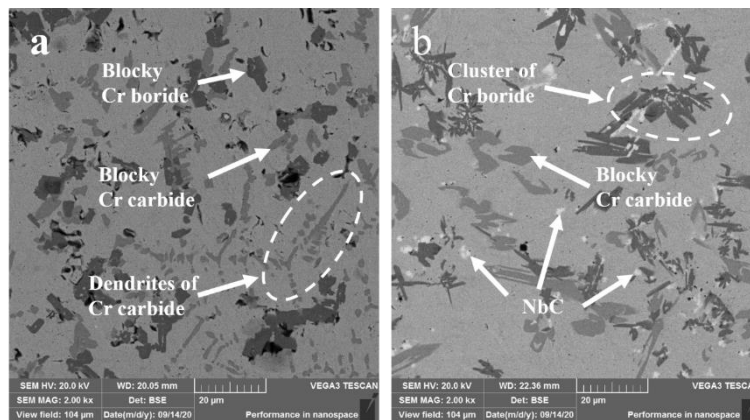 a
Blocky
Cr boride
Blocky
Cr carbide
Dendrites of
Cr carbide
SEM HV: 20.0 kV WD: 20.05 mm VEGA3 TESCAN
SEM MAG: 2.00 kx Det: BSE 20 µm
View field: 104 µm Date(m/d/y): 09/14/20 Performance in nanospace
b
Cluster of
Cr boride
Blocky
Cr carbide
NbC
SEM HV: 20.0 kV WD: 22.36 mm VEGA3 TESCAN
SEM MAG: 2.00 kx Det: BSE 20 µm
View field: 104 µm Date(m/d/y): 09/14/20 Performance in nanospace